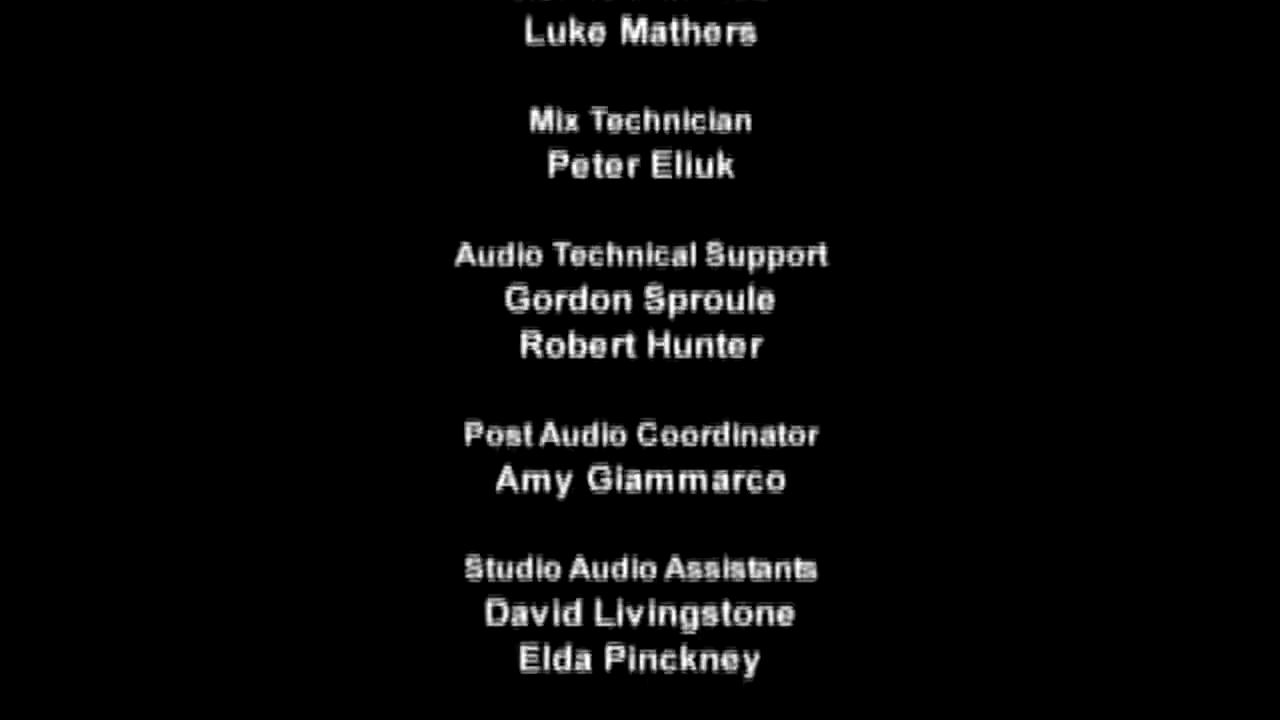 Luke Mathers
Mix Technician
Peter Eliuk
Audio Technical Support
Gordon Sproule
Robert Hunter
Post Audio Coordinator
Amy Giammarco
Studio Audio Assistants
David Livingstone
Elda Pinckney